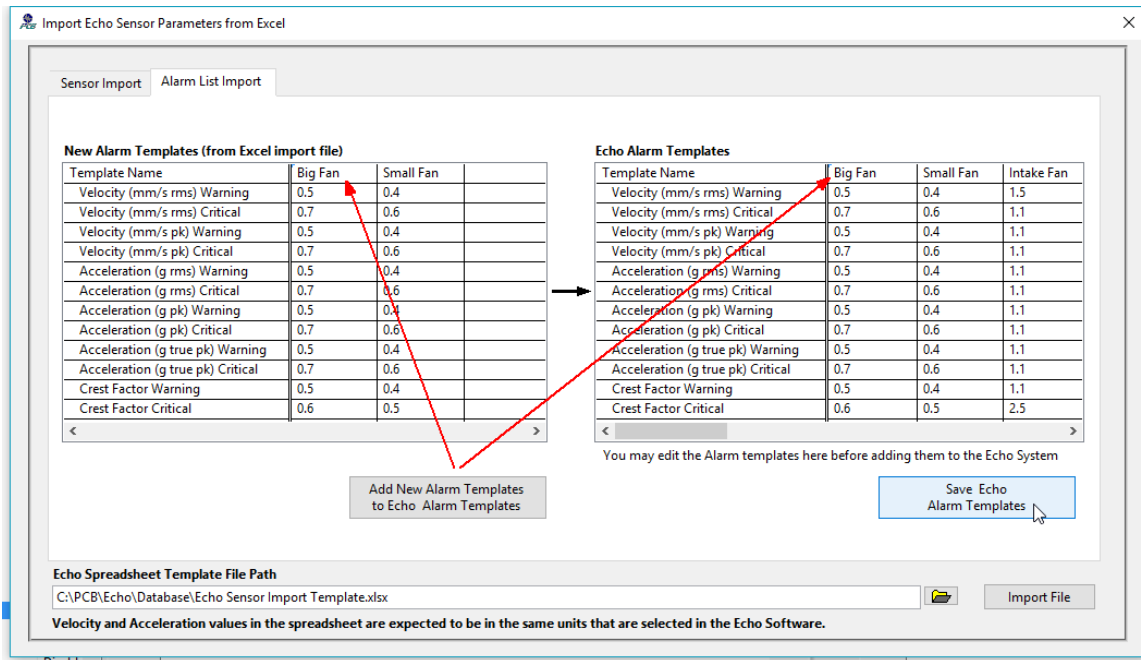 Import Echo Sensor Parameters from Excel
Sensor Import Alarm List Import
New Alarm Templates (from Excel import file)
Template Name Big Fan Small Fan
Velocity (mm/s rms) Warning 0.5 0.4
Velocity (mm/s rms) Critical 0.7 0.6
Velocity (mm/s pk) Warning 0.5 0.4
Velocity (mm/s pk) Critical 0.7 0.6
Acceleration (g rms) Warning 0.5 0.4
Acceleration (g rms) Critical 0.7 0.6
Acceleration (g pk) Warning 0.5 0.4
Acceleration (g pk) Critical 0.7 0.6
Acceleration (g true pk) Warning 0.5 0.4
Acceleration (g true pk) Critical 0.7 0.6
Crest Factor Warning 0.5 0.4
Crest Factor Critical 0.6 0.5
Add New Alarm Templates
to Echo Alarm Templates
Echo Alarm Templates
Template Name Big Fan Small Fan Intake Fan
Velocity (mm/s rms) Warning 0.5 0.4 1.5
Velocity (mm/s rms) Critical 0.7 0.6 1.1
Velocity (mm/s pk) Warning 0.5 0.4 1.1
Velocity (mm/s pk) Critical 0.7 0.6 1.1
Acceleration (g rms) Warning 0.5 0.4 1.1
Acceleration (g rms) Critical 0.7 0.6 1.1
Acceleration (g pk) Warning 0.5 0.4 1.1
Acceleration (g pk) Critical 0.7 0.6 1.1
Acceleration (g true pk) Warning 0.5 0.4 1.1
Acceleration (g true pk) Critical 0.7 0.6 1.1
Crest Factor Warning 0.5 0.4 1.1
Crest Factor Critical 0.6 0.5 2.5
You may edit the Alarm templates here before adding them to the Echo System
Save Echo
Alarm Templates
Echo Spreadsheet Template File Path
C:\PCB\Echo\Database\Echo Sensor Import Template.xlsx
Import File
Velocity and Acceleration values in the spreadsheet are expected to be in the same units that are selected in the Echo Software.